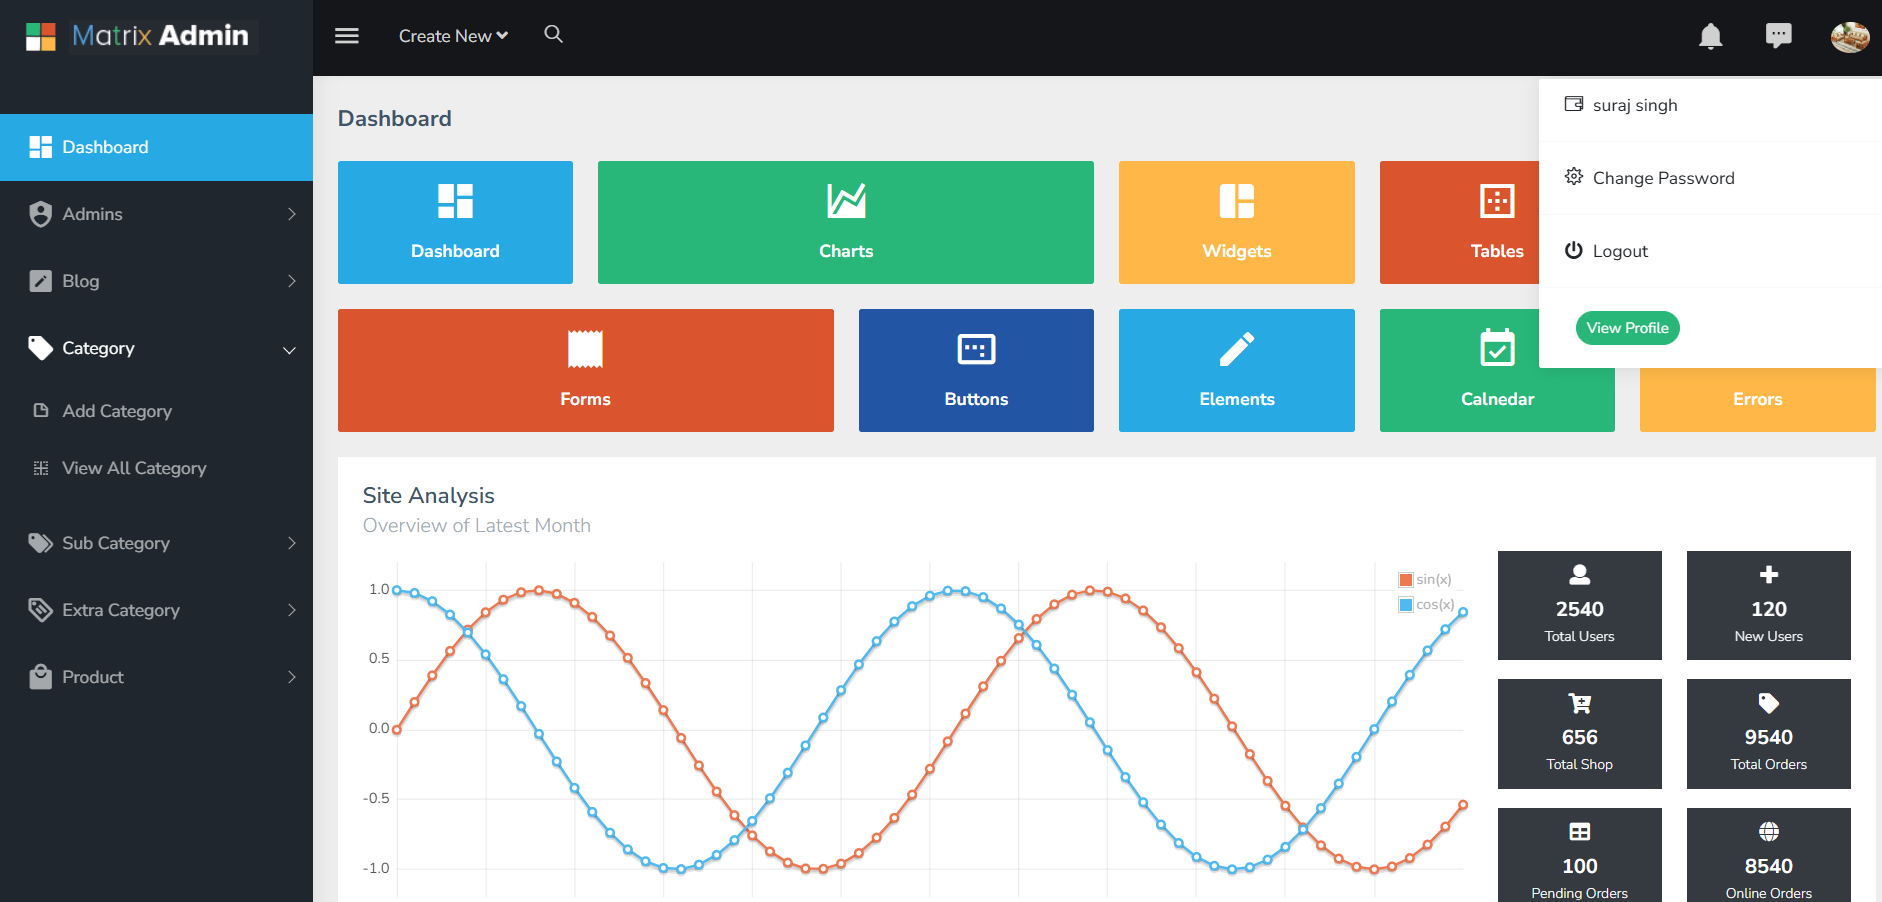 Matrix Admin
Create New
Dashboard
Admins
Blog
Category
Add Category
View All Category
Sub Category
Extra Category
Product
suraj singh
Change Password
Logout
View Profile
Dashboard
Dashboard
Charts
Widgets
Tables
Forms
Buttons
Elements
Calnedar
Errors
Site Analysis
Overview of Latest Month
1.0
0.5
0.0
-0.5
-1.0
sin(x)
cos(x)
2540
Total Users
120
New Users
656
Total Shop
9540
Total Orders
100
Pending Orders
8540
Online Orders